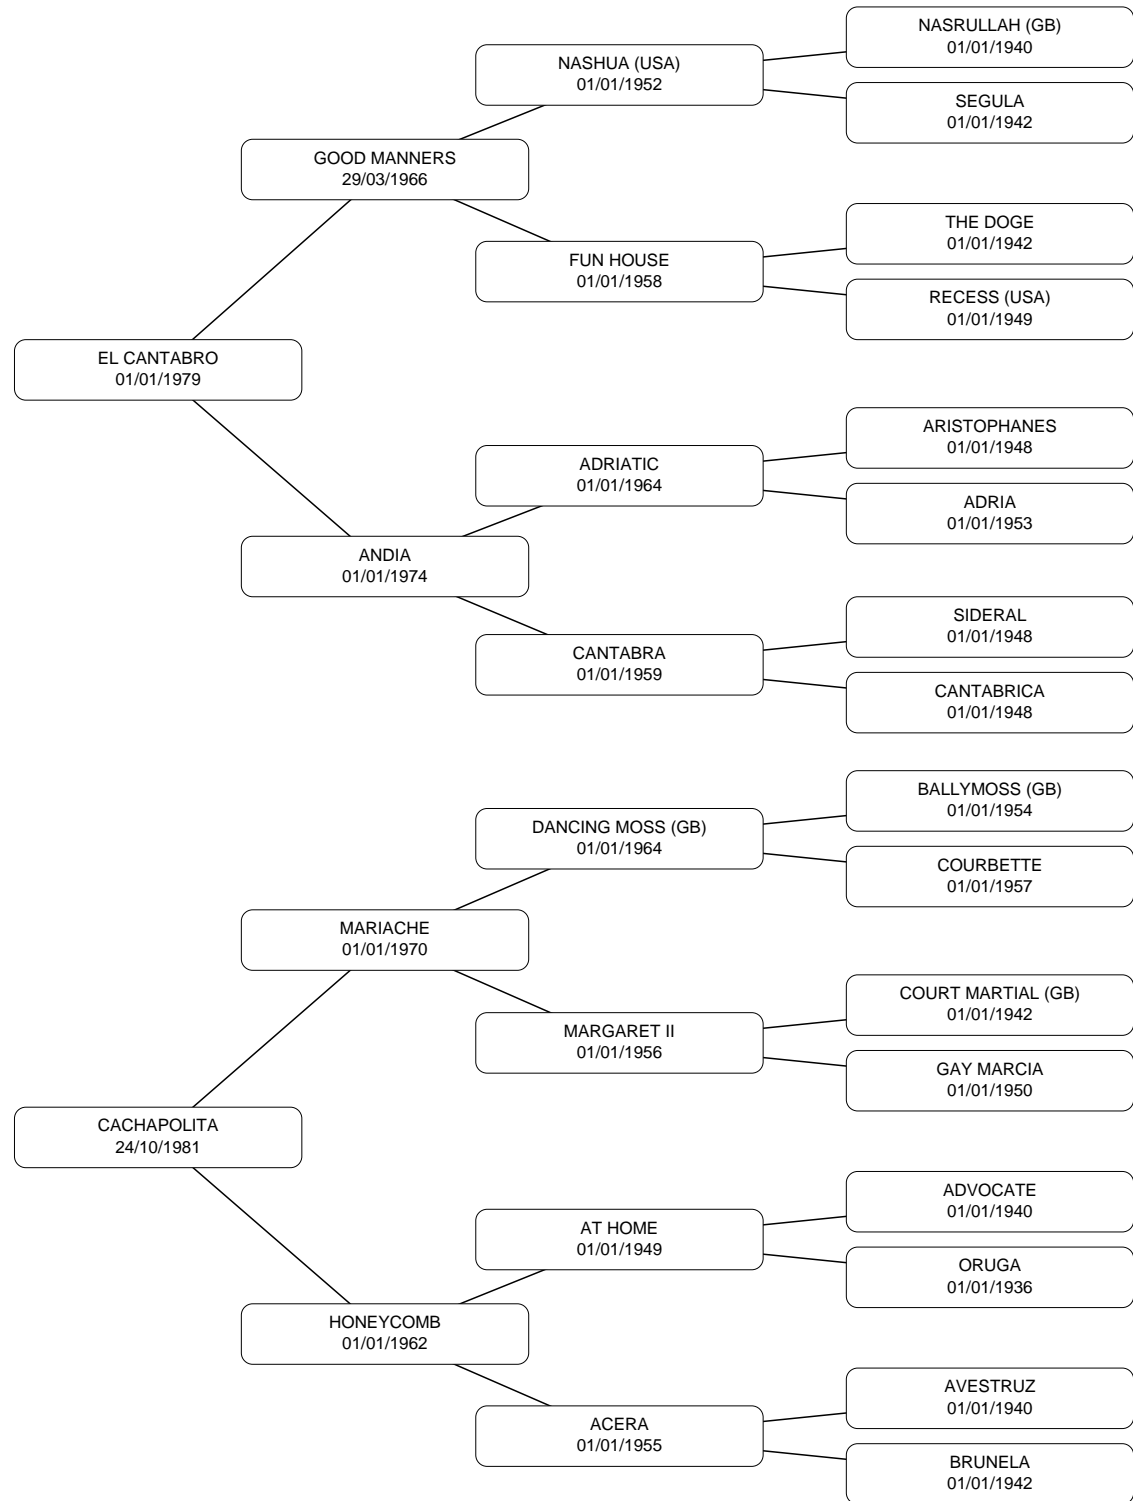 NASRULLAH (GB)
01/01/1940
NASHUA (USA)
01/01/1952
SEGULA
01/01/1942
GOOD MANNERS
29/03/1966
THE DOGE
01/01/1942
FUN HOUSE
01/01/1958
RECESS (USA)
01/01/1949
EL CANTABRO
01/01/1979
ARISTOPHANES
01/01/1948
ADRIATIC
01/01/1964
ADRIA
01/01/1953
ANDIA
01/01/1974
SIDERAL
01/01/1948
CANTABRA
01/01/1959
CANTABRICA
01/01/1948
BALLYMOSS (GB)
01/01/1954
DANCING MOSS (GB)
01/01/1964
COURBETTE
01/01/1957
MARIACHE
01/01/1970
COURT MARTIAL (GB)
01/01/1942
MARGARET II
01/01/1956
GAY MARCIA
01/01/1950
CACHAPOLITA
24/10/1981
ADVOCATE
01/01/1940
AT HOME
01/01/1949
ORUGA
01/01/1936
HONEYCOMB
01/01/1962
AVESTRUZ
01/01/1940
ACERA
01/01/1955
BRUNELA
01/01/1942